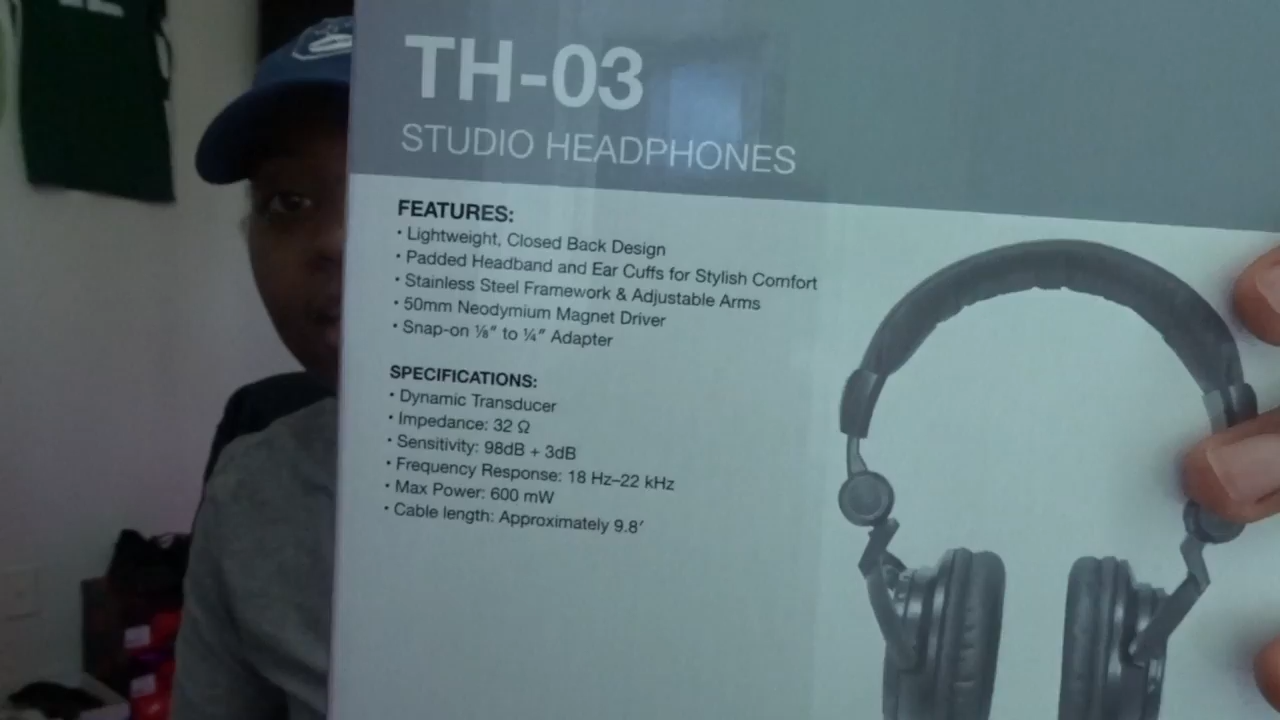 TH-03
STUDIO HEADPHONES
FEATURES:
• Lightweight, Closed Back Design
• Padded Headband and Ear Cuffs for Stylish Comfort
• Stainless Steel Framework & Adjustable Arms
• 50mm Neodymium Magnet Driver
• Snap-on ⅛" to ¼" Adapter
SPECIFICATIONS:
• Dynamic Transducer
• Impedance: 32 Ω
• Sensitivity: 98dB + 3dB
• Frequency Response: 18 Hz–22 kHz
• Max Power: 600 mW
• Cable length: Approximately 9.8'